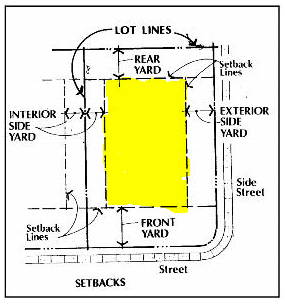 LOT LINES
REAR
YARD
Setback
Lines
INTERIOR
SIDE
YARD
EXTERIOR
SIDE
YARD
Side
Street
Setback
Lines
FRONT
YARD
Street
SETBACKS